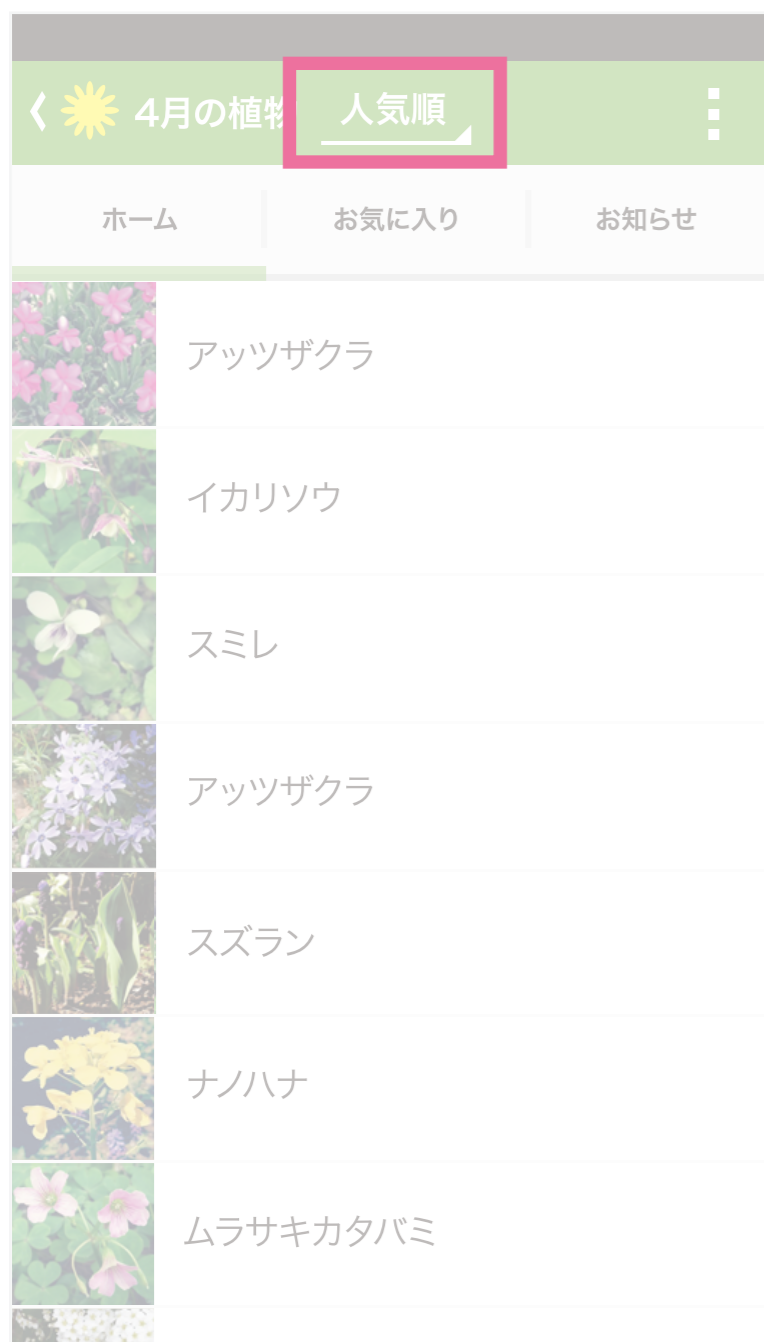 4月の植物 人気順
ホーム お気に入り お知らせ
アッツザクラ
イカリソウ
スミレ
アッツザクラ
スズラン
ナノハナ
ムラサキカタバミ